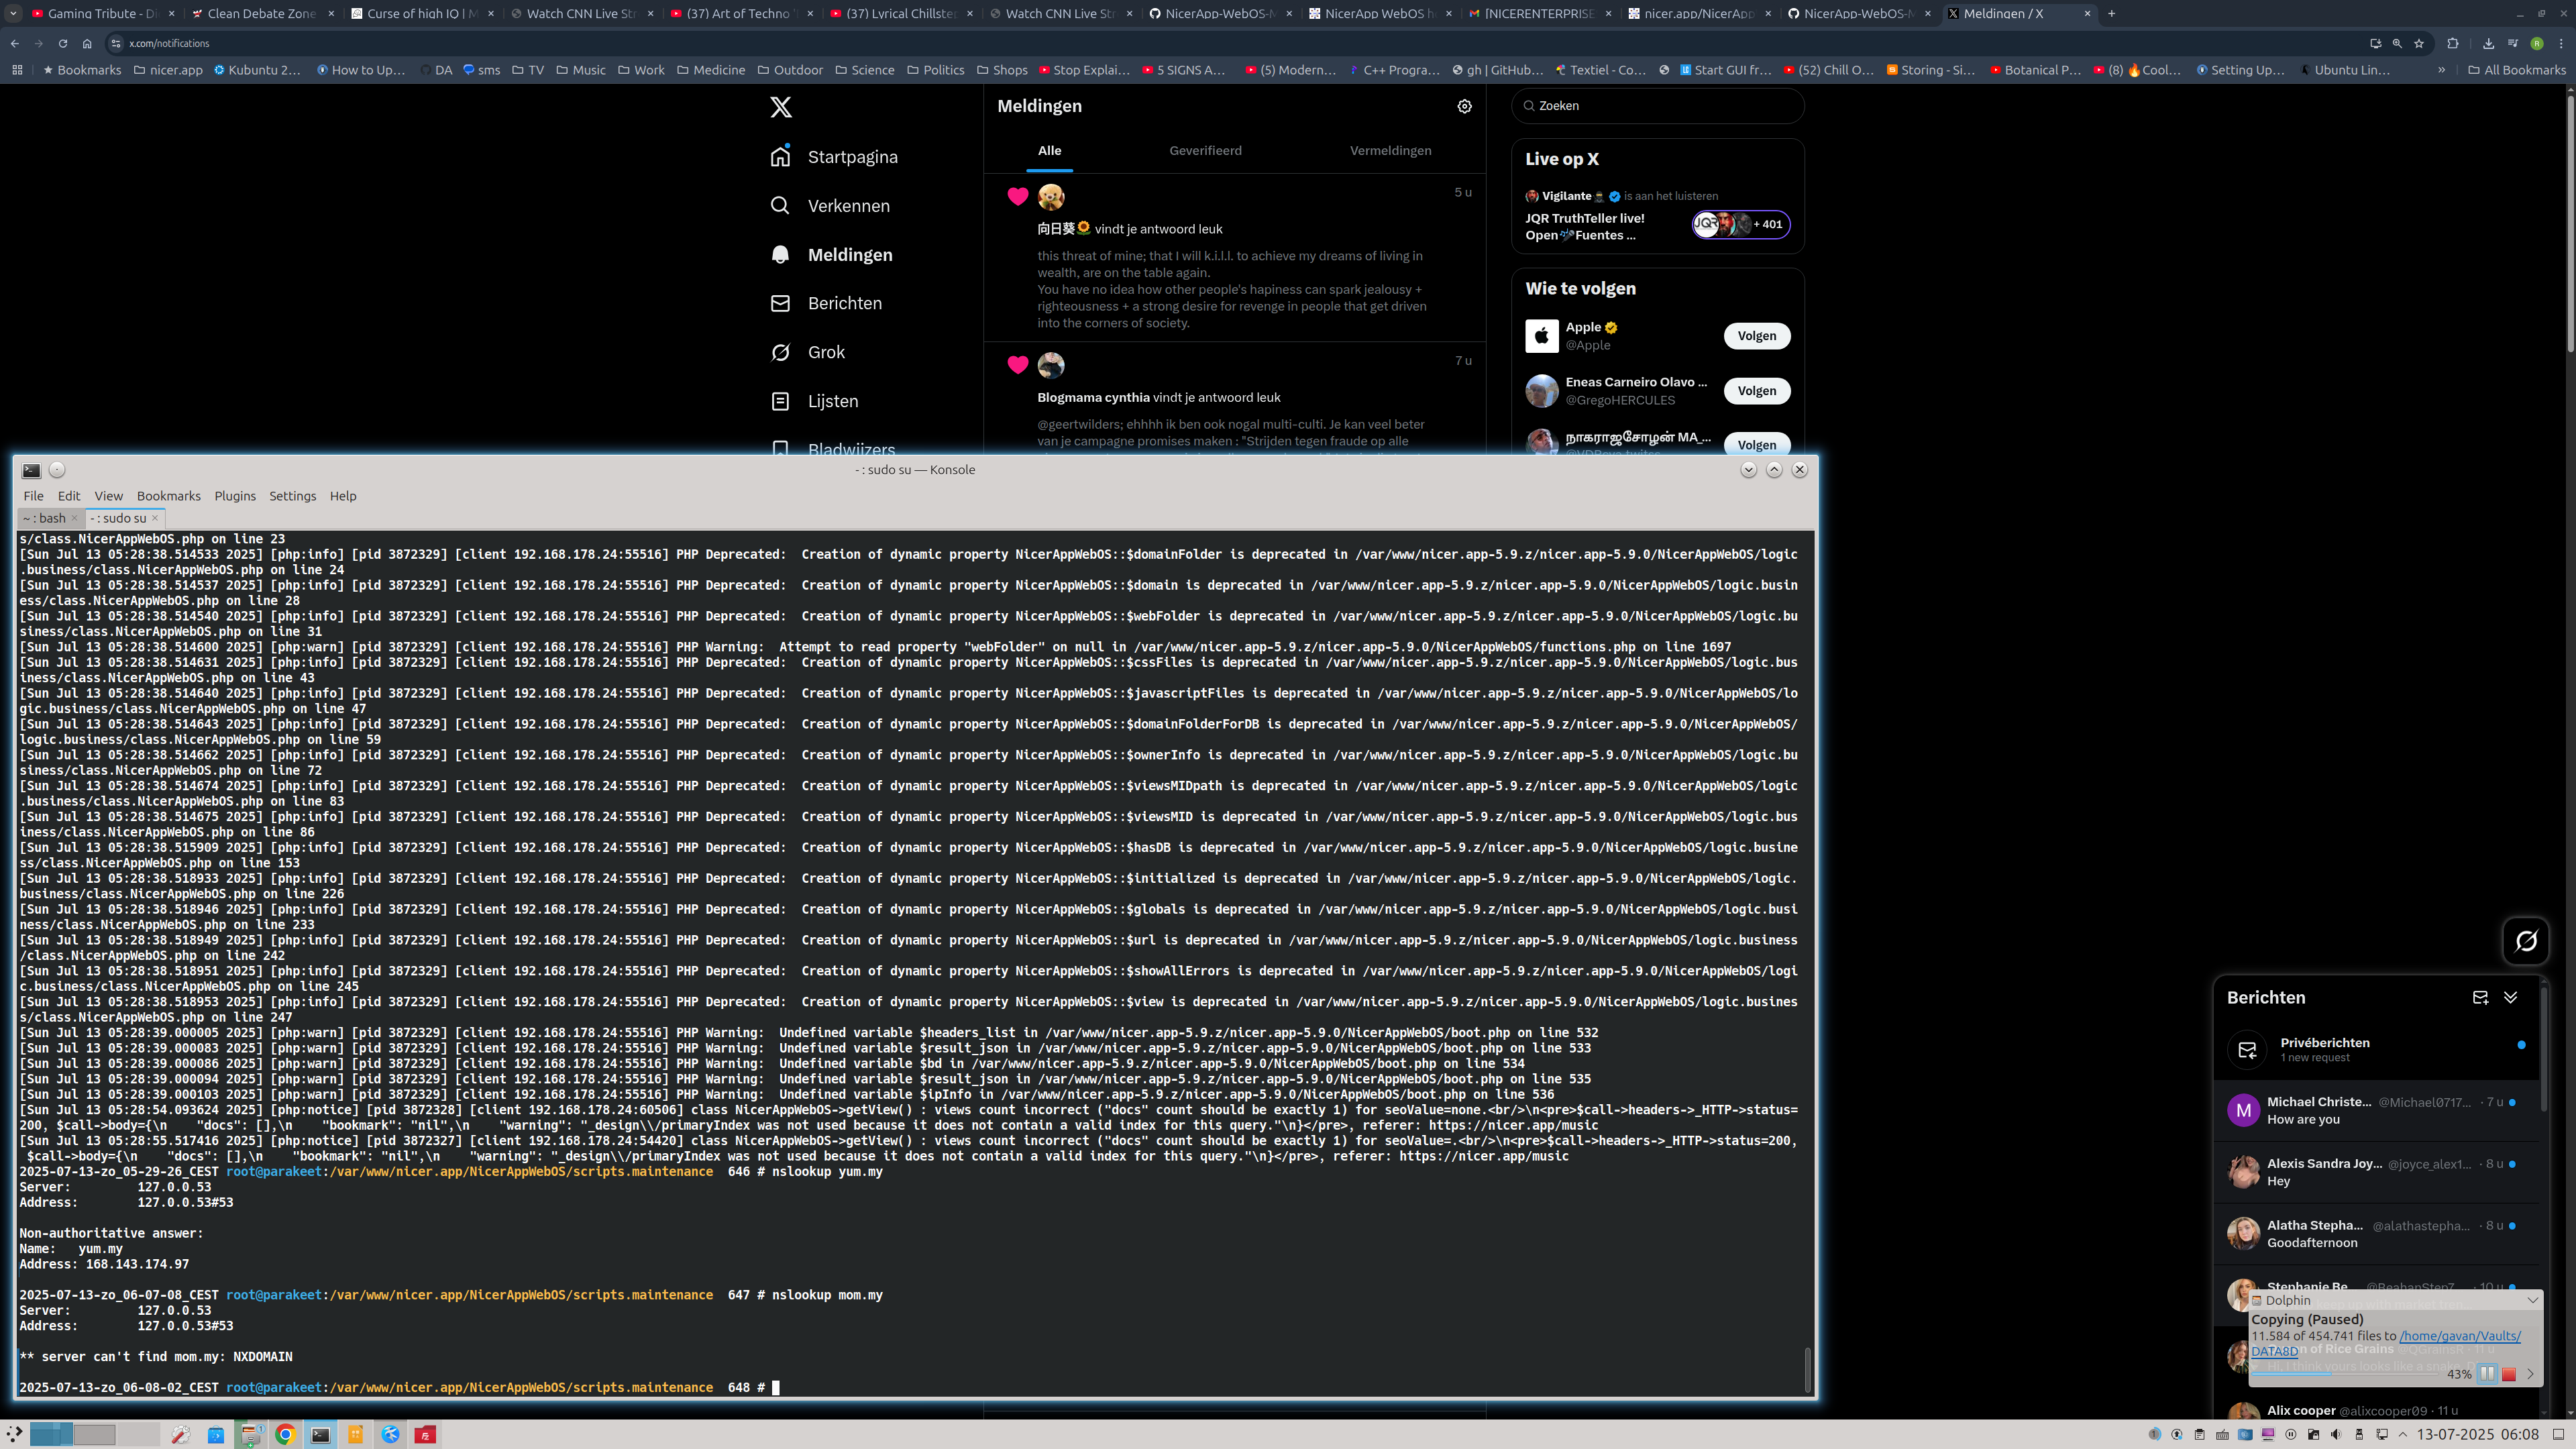 Gaming Tribute - Di
Clean Debate Zone
Curse of high IQ | M
Watch CNN Live Str
(37) Art of Techno
(37) Lyrical Chillste
Watch CNN Live Str
NicerApp-WebOS-M
NicerApp WebOS h
[NICERENTERPRISE
nicer.app/NicerApp
NicerApp-WebOS-M
Meldingen / X
x.com/notifications
Bookmarks
nicer.app
Kubuntu 2…
How to Up…
DA
sms
TV
Music
Work
Medicine
Outdoor
Science
Politics
Shops
Stop Explai…
5 SIGNS A…
(5) Modern…
C++ Progra…
gh | GitHub…
Textiel - Co…
Start GUI fr…
(52) Chill O…
Storing - Si…
Botanical P…
(8) 🔥Cool…
Setting Up…
Ubuntu Lin…
»
All Bookmarks
Startpagina
Verkennen
Meldingen
Berichten
Grok
Lijsten
Bladwijzers
Meldingen
Alle
Geverifieerd
Vermeldingen
5 u
向日葵🌻 vindt je antwoord leuk
this threat of mine; that I will k.i.l.l. to achieve my dreams of living in
wealth, are on the table again.
You have no idea how other people's hapiness can spark jealousy +
righteousness + a strong desire for revenge in people that get driven
into the corners of society.
7 u
Blogmama cynthia vindt je antwoord leuk
@geertwilders; ehhhh ik ben ook nogal multi-culti. Je kan veel beter
van je campagne promises maken : "Strijden tegen fraude op alle
Zoeken
Live op X
Vigilante is aan het luisteren
JQR TruthTeller live!
Open Fuentes ...
JQR
+ 401
Wie te volgen
Apple
@Apple
Volgen
Eneas Carneiro Olavo ...
@GregoHERCULES
Volgen
நாகராஜசோழன் MA_...
Volgen
- : sudo su — Konsole
File Edit View Bookmarks Plugins Settings Help
~ : bash
- : sudo su
s/class.NicerAppWebOS.php on line 23
[Sun Jul 13 05:28:38.514533 2025] [php:info] [pid 3872329] [client 192.168.178.24:55516] PHP Deprecated:  Creation of dynamic property NicerAppWebOS::$domainFolder is deprecated in /var/www/nicer.app-5.9.z/nicer.app-5.9.0/NicerAppWebOS/logic
.business/class.NicerAppWebOS.php on line 24
[Sun Jul 13 05:28:38.514537 2025] [php:info] [pid 3872329] [client 192.168.178.24:55516] PHP Deprecated:  Creation of dynamic property NicerAppWebOS::$domain is deprecated in /var/www/nicer.app-5.9.z/nicer.app-5.9.0/NicerAppWebOS/logic.busin
ess/class.NicerAppWebOS.php on line 28
[Sun Jul 13 05:28:38.514540 2025] [php:info] [pid 3872329] [client 192.168.178.24:55516] PHP Deprecated:  Creation of dynamic property NicerAppWebOS::$webFolder is deprecated in /var/www/nicer.app-5.9.z/nicer.app-5.9.0/NicerAppWebOS/logic.bu
siness/class.NicerAppWebOS.php on line 31
[Sun Jul 13 05:28:38.514600 2025] [php:warn] [pid 3872329] [client 192.168.178.24:55516] PHP Warning:  Attempt to read property "webFolder" on null in /var/www/nicer.app-5.9.z/nicer.app-5.9.0/NicerAppWebOS/functions.php on line 1697
[Sun Jul 13 05:28:38.514631 2025] [php:info] [pid 3872329] [client 192.168.178.24:55516] PHP Deprecated:  Creation of dynamic property NicerAppWebOS::$cssFiles is deprecated in /var/www/nicer.app-5.9.z/nicer.app-5.9.0/NicerAppWebOS/logic.bus
iness/class.NicerAppWebOS.php on line 43
[Sun Jul 13 05:28:38.514640 2025] [php:info] [pid 3872329] [client 192.168.178.24:55516] PHP Deprecated:  Creation of dynamic property NicerAppWebOS::$javascriptFiles is deprecated in /var/www/nicer.app-5.9.z/nicer.app-5.9.0/NicerAppWebOS/lo
gic.business/class.NicerAppWebOS.php on line 47
[Sun Jul 13 05:28:38.514643 2025] [php:info] [pid 3872329] [client 192.168.178.24:55516] PHP Deprecated:  Creation of dynamic property NicerAppWebOS::$domainFolderForDB is deprecated in /var/www/nicer.app-5.9.z/nicer.app-5.9.0/NicerAppWebOS/
logic.business/class.NicerAppWebOS.php on line 59
[Sun Jul 13 05:28:38.514662 2025] [php:info] [pid 3872329] [client 192.168.178.24:55516] PHP Deprecated:  Creation of dynamic property NicerAppWebOS::$ownerInfo is deprecated in /var/www/nicer.app-5.9.z/nicer.app-5.9.0/NicerAppWebOS/logic.bu
siness/class.NicerAppWebOS.php on line 72
[Sun Jul 13 05:28:38.514674 2025] [php:info] [pid 3872329] [client 192.168.178.24:55516] PHP Deprecated:  Creation of dynamic property NicerAppWebOS::$viewsMIDpath is deprecated in /var/www/nicer.app-5.9.z/nicer.app-5.9.0/NicerAppWebOS/logic
.business/class.NicerAppWebOS.php on line 83
[Sun Jul 13 05:28:38.514675 2025] [php:info] [pid 3872329] [client 192.168.178.24:55516] PHP Deprecated:  Creation of dynamic property NicerAppWebOS::$viewsMID is deprecated in /var/www/nicer.app-5.9.z/nicer.app-5.9.0/NicerAppWebOS/logic.bus
iness/class.NicerAppWebOS.php on line 86
[Sun Jul 13 05:28:38.515909 2025] [php:info] [pid 3872329] [client 192.168.178.24:55516] PHP Deprecated:  Creation of dynamic property NicerAppWebOS::$hasDB is deprecated in /var/www/nicer.app-5.9.z/nicer.app-5.9.0/NicerAppWebOS/logic.busine
ss/class.NicerAppWebOS.php on line 153
[Sun Jul 13 05:28:38.518933 2025] [php:info] [pid 3872329] [client 192.168.178.24:55516] PHP Deprecated:  Creation of dynamic property NicerAppWebOS::$initialized is deprecated in /var/www/nicer.app-5.9.z/nicer.app-5.9.0/NicerAppWebOS/logic.
business/class.NicerAppWebOS.php on line 226
[Sun Jul 13 05:28:38.518946 2025] [php:info] [pid 3872329] [client 192.168.178.24:55516] PHP Deprecated:  Creation of dynamic property NicerAppWebOS::$globals is deprecated in /var/www/nicer.app-5.9.z/nicer.app-5.9.0/NicerAppWebOS/logic.busi
ness/class.NicerAppWebOS.php on line 233
[Sun Jul 13 05:28:38.518949 2025] [php:info] [pid 3872329] [client 192.168.178.24:55516] PHP Deprecated:  Creation of dynamic property NicerAppWebOS::$url is deprecated in /var/www/nicer.app-5.9.z/nicer.app-5.9.0/NicerAppWebOS/logic.business
/class.NicerAppWebOS.php on line 242
[Sun Jul 13 05:28:38.518951 2025] [php:info] [pid 3872329] [client 192.168.178.24:55516] PHP Deprecated:  Creation of dynamic property NicerAppWebOS::$showAllErrors is deprecated in /var/www/nicer.app-5.9.z/nicer.app-5.9.0/NicerAppWebOS/logi
c.business/class.NicerAppWebOS.php on line 245
[Sun Jul 13 05:28:38.518953 2025] [php:info] [pid 3872329] [client 192.168.178.24:55516] PHP Deprecated:  Creation of dynamic property NicerAppWebOS::$view is deprecated in /var/www/nicer.app-5.9.z/nicer.app-5.9.0/NicerAppWebOS/logic.busines
s/class.NicerAppWebOS.php on line 247
[Sun Jul 13 05:28:39.000005 2025] [php:warn] [pid 3872329] [client 192.168.178.24:55516] PHP Warning:  Undefined variable $headers_list in /var/www/nicer.app-5.9.z/nicer.app-5.9.0/NicerAppWebOS/boot.php on line 532
[Sun Jul 13 05:28:39.000083 2025] [php:warn] [pid 3872329] [client 192.168.178.24:55516] PHP Warning:  Undefined variable $result_json in /var/www/nicer.app-5.9.z/nicer.app-5.9.0/NicerAppWebOS/boot.php on line 533
[Sun Jul 13 05:28:39.000086 2025] [php:warn] [pid 3872329] [client 192.168.178.24:55516] PHP Warning:  Undefined variable $bd in /var/www/nicer.app-5.9.z/nicer.app-5.9.0/NicerAppWebOS/boot.php on line 534
[Sun Jul 13 05:28:39.000094 2025] [php:warn] [pid 3872329] [client 192.168.178.24:55516] PHP Warning:  Undefined variable $result_json in /var/www/nicer.app-5.9.z/nicer.app-5.9.0/NicerAppWebOS/boot.php on line 535
[Sun Jul 13 05:28:39.000103 2025] [php:warn] [pid 3872329] [client 192.168.178.24:55516] PHP Warning:  Undefined variable $ipInfo in /var/www/nicer.app-5.9.z/nicer.app-5.9.0/NicerAppWebOS/boot.php on line 536
[Sun Jul 13 05:28:54.093624 2025] [php:notice] [pid 3872328] [client 192.168.178.24:60506] class NicerAppWebOS->getView() : views count incorrect ("docs" count should be exactly 1) for seoValue=none.<br/>\n<pre>$call->headers->_HTTP->status=
200, $call->body={\n    "docs": [],\n    "bookmark": "nil",\n    "warning": "_design\\/primaryIndex was not used because it does not contain a valid index for this query."\n}</pre>, referer: https://nicer.app/music
[Sun Jul 13 05:28:55.517416 2025] [php:notice] [pid 3872327] [client 192.168.178.24:54420] class NicerAppWebOS->getView() : views count incorrect ("docs" count should be exactly 1) for seoValue=.<br/>\n<pre>$call->headers->_HTTP->status=200,
 $call->body={\n    "docs": [],\n    "bookmark": "nil",\n    "warning": "_design\\/primaryIndex was not used because it does not contain a valid index for this query."\n}</pre>, referer: https://nicer.app/music
2025-07-13-zo_05-29-26_CEST root@parakeet:/var/www/nicer.app/NicerAppWebOS/scripts.maintenance  646 # nslookup yum.my
Server:         127.0.0.53
Address:        127.0.0.53#53
Non-authoritative answer:
Name:   yum.my
Address: 168.143.174.97
2025-07-13-zo_06-07-08_CEST root@parakeet:/var/www/nicer.app/NicerAppWebOS/scripts.maintenance  647 # nslookup mom.my
Server:         127.0.0.53
Address:        127.0.0.53#53
** server can't find mom.my: NXDOMAIN
2025-07-13-zo_06-08-02_CEST root@parakeet:/var/www/nicer.app/NicerAppWebOS/scripts.maintenance  648 #
Berichten
Privéberichten
1 new request
M
Michael Christe... @Michael0717... · 7 u
How are you
Alexis Sandra Joy... @joyce_alex1... · 8 u
Hey
Alatha Stepha... @alathastepha... · 8 u
Goodafternoon
Stephanie Be @BeahanStep7 · 10 u
Dolphin
Copying (Paused)
11.584 of 454.741 files to /home/gavan/Vaults/
DATA8D
of Rice Grains @QGrainsR · 11 u
43%
Alix cooper @alixcooper09 · 11 u
13-07-2025 06:08